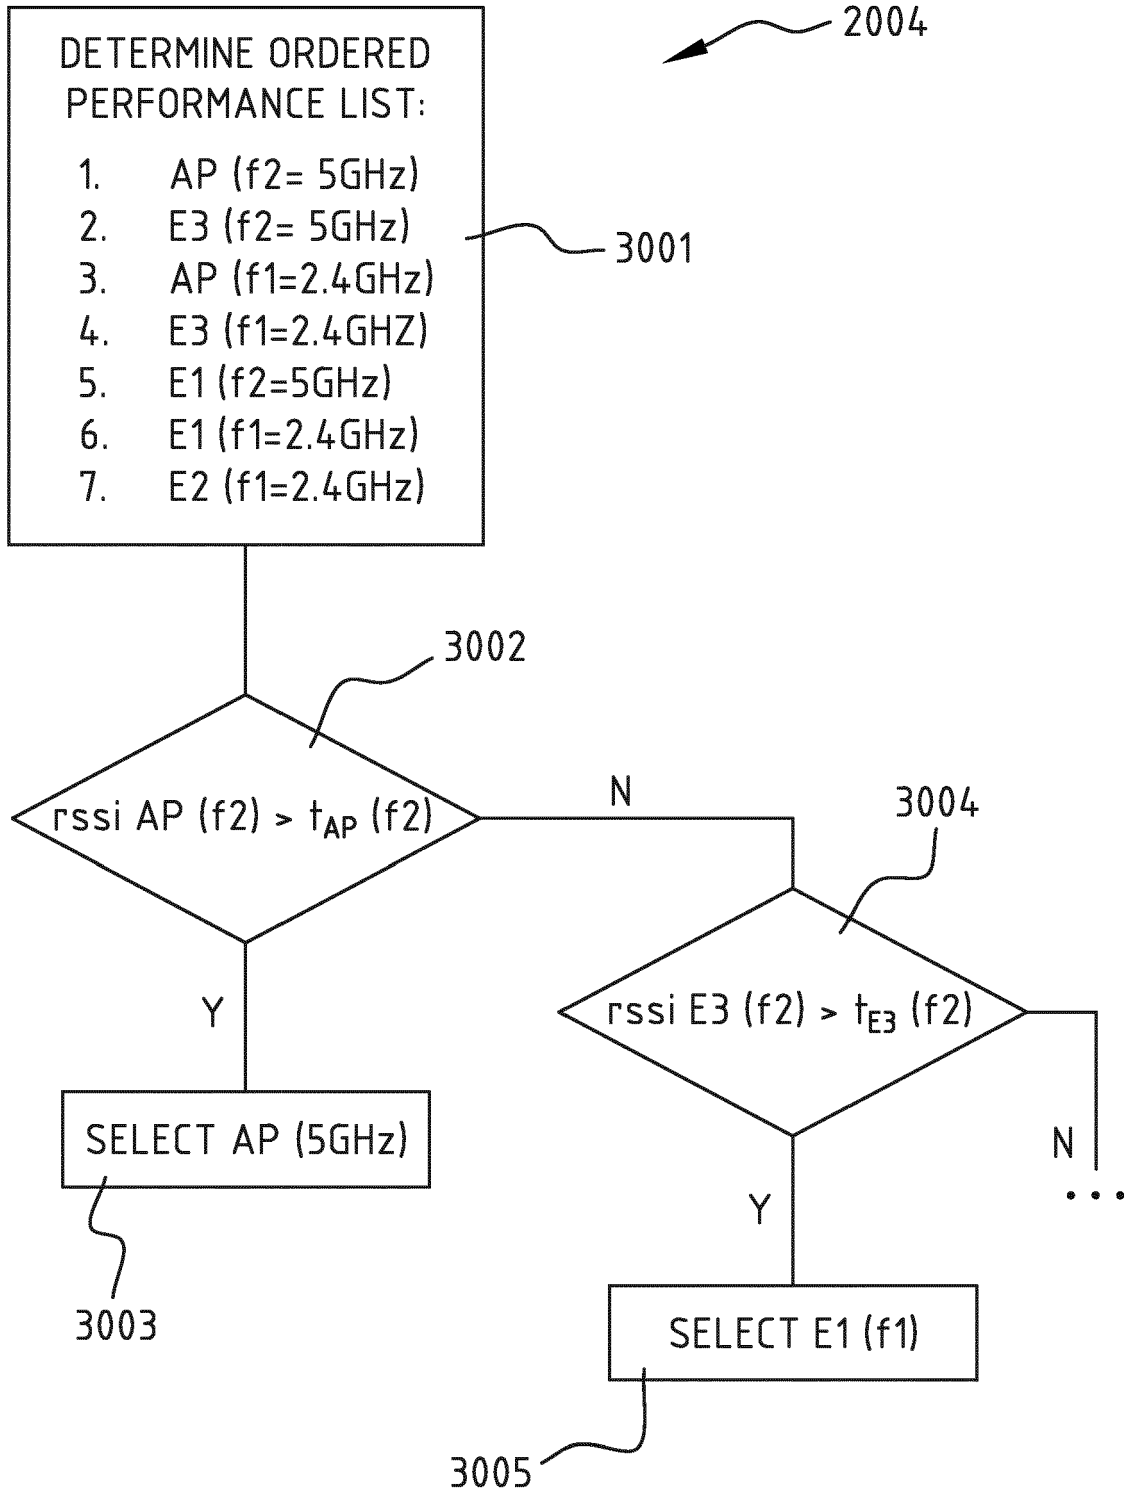 2004
DETERMINE ORDERED
PERFORMANCE LIST:
1. AP (f2= 5GHz)
2. E3 (f2= 5GHz)
3. AP (f1=2.4GHz)
4. E3 (f1=2.4GHZ)
5. E1 (f2=5GHz)
6. E1 (f1=2.4GHz)
7. E2 (f1=2.4GHz)
3001
3002
rssi AP (f2) > tAP (f2)
N
3004
rssi E3 (f2) > tE3 (f2)
Y
SELECT AP (5GHz)
3003
N
...
Y
SELECT E1 (f1)
3005